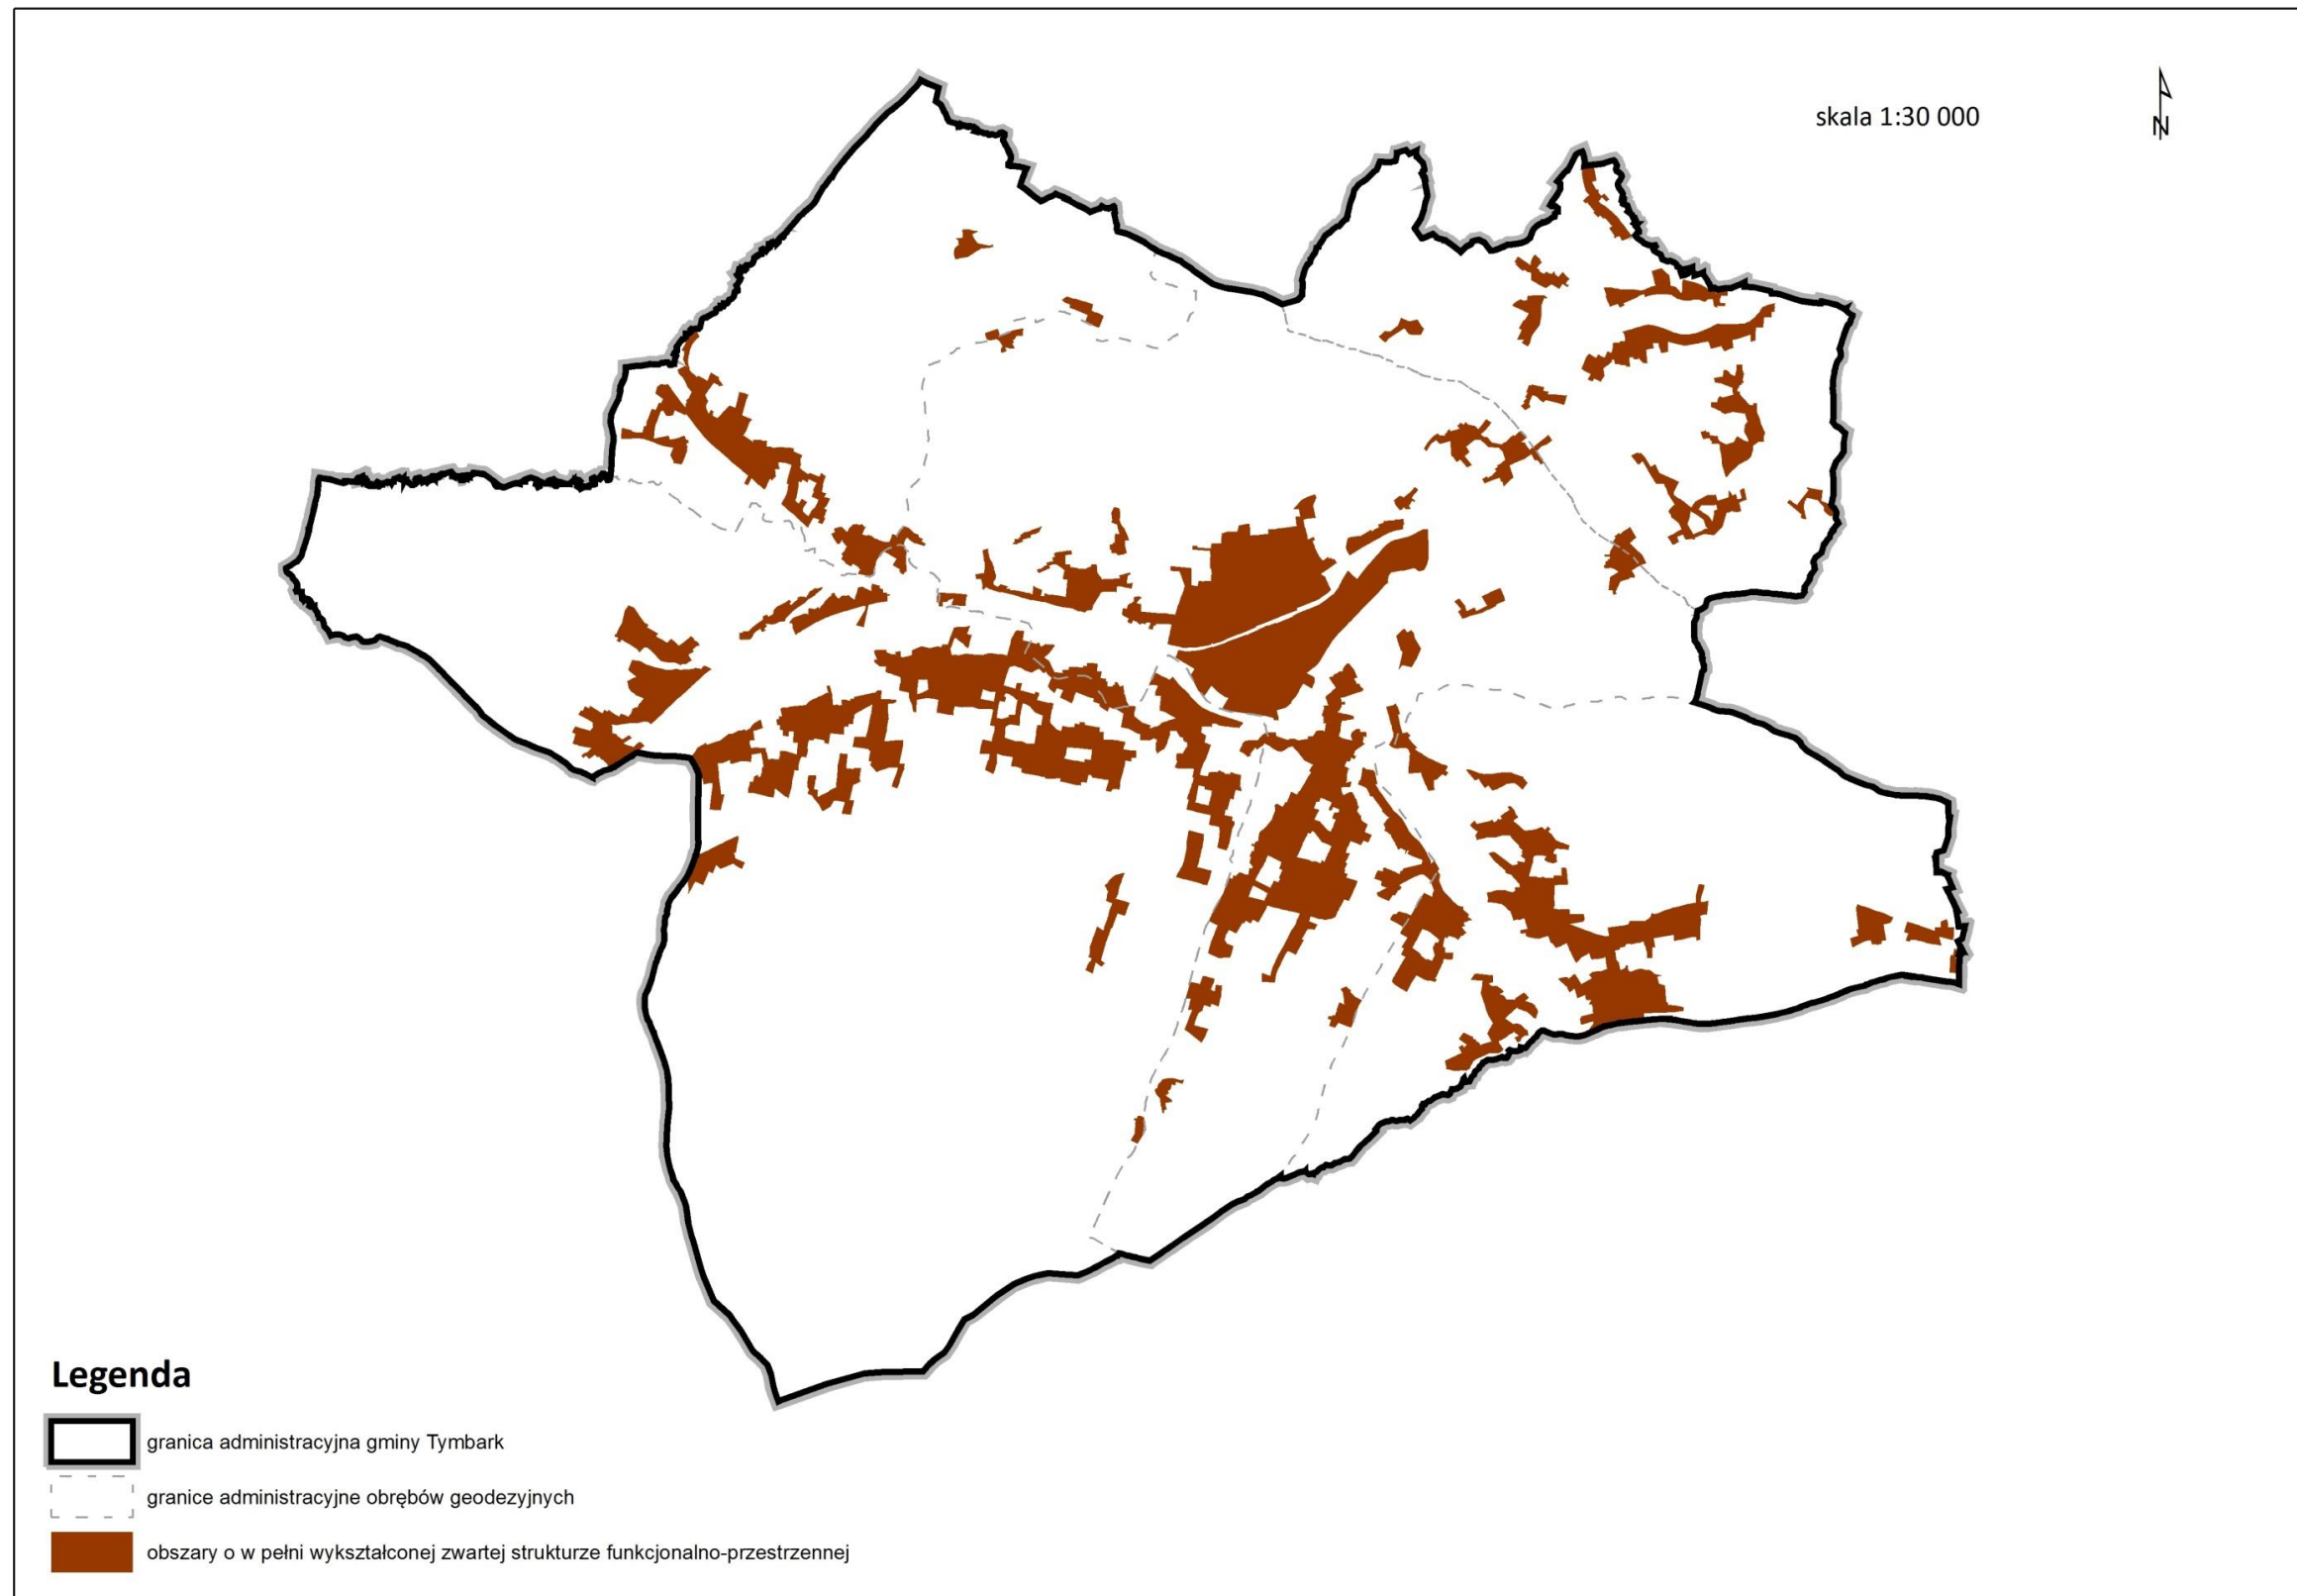 skala 1:30 000
N
Legenda
granica administracyjna gminy Tymbark
granice administracyjne obrębów geodezyjnych
obszary o w pełni wykształconej zwartej strukturze funkcjonalno-przestrzennej